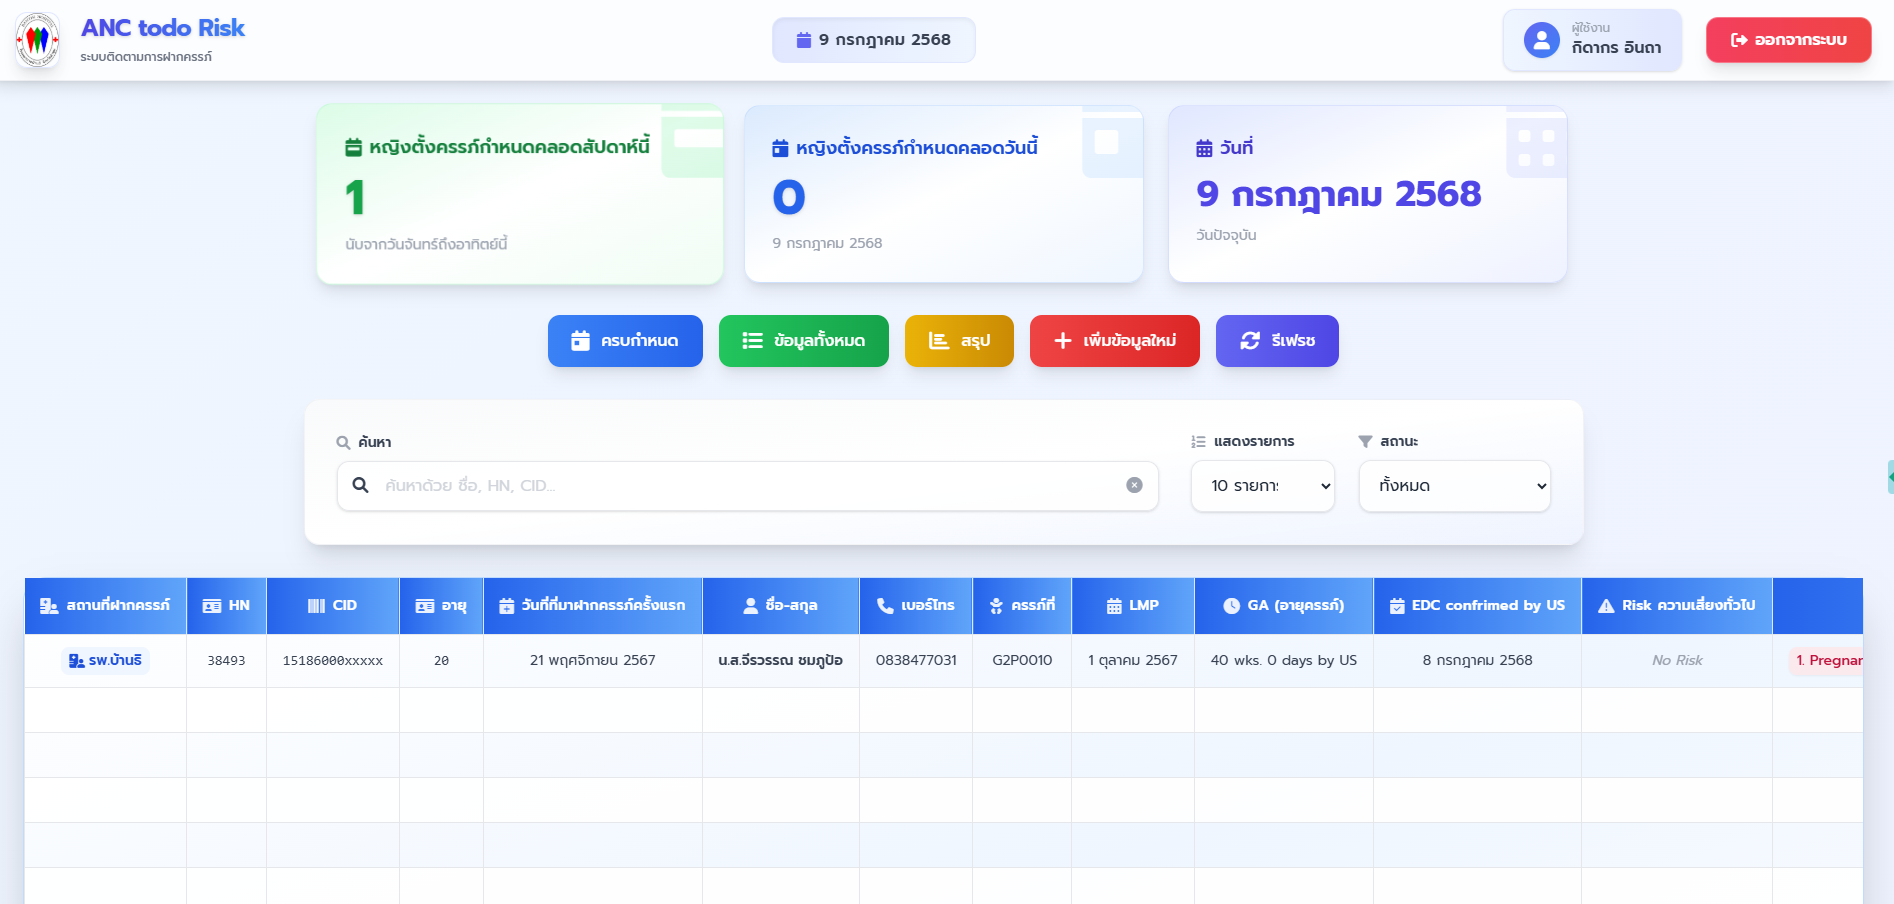 ANC todo Risk
ระบบติดตามการฝากครรภ์
9 กรกฎาคม 2568
ผู้ใช้งาน
กิดากร อินถา
ออกจากระบบ
หญิงตั้งครรภ์กำหนดคลอดสัปดาห์นี้
1
นับจากวันจันทร์ถึงอาทิตย์นี้
หญิงตั้งครรภ์กำหนดคลอดวันนี้
0
9 กรกฎาคม 2568
วันที่
9 กรกฎาคม 2568
วันปัจจุบัน
ครบกำหนด
ข้อมูลทั้งหมด
สรุป
เพิ่มข้อมูลใหม่
รีเฟรช
ค้นหา
ค้นหาด้วย ชื่อ, HN, CID...
แสดงรายการ
10 รายการ
สถานะ
ทั้งหมด
สถานที่ฝากครรภ์ HN CID อายุ วันที่ที่มาฝากครรภ์ครั้งแรก ชื่อ-สกุล เบอร์โทร ครรภ์ที่ LMP GA (อายุครรภ์) EDC confrimed by US Risk ความเสี่ยงทั่วไป
รพ.บ้านธิ 38493 15186000xxxxx 20 21 พฤศจิกายน 2567 น.ส.จีรวรรณ ชมภูป้อ 0838477031 G2P0010 1 ตุลาคม 2567 40 wks. 0 days by US 8 กรกฎาคม 2568 No Risk 1. Pregnan